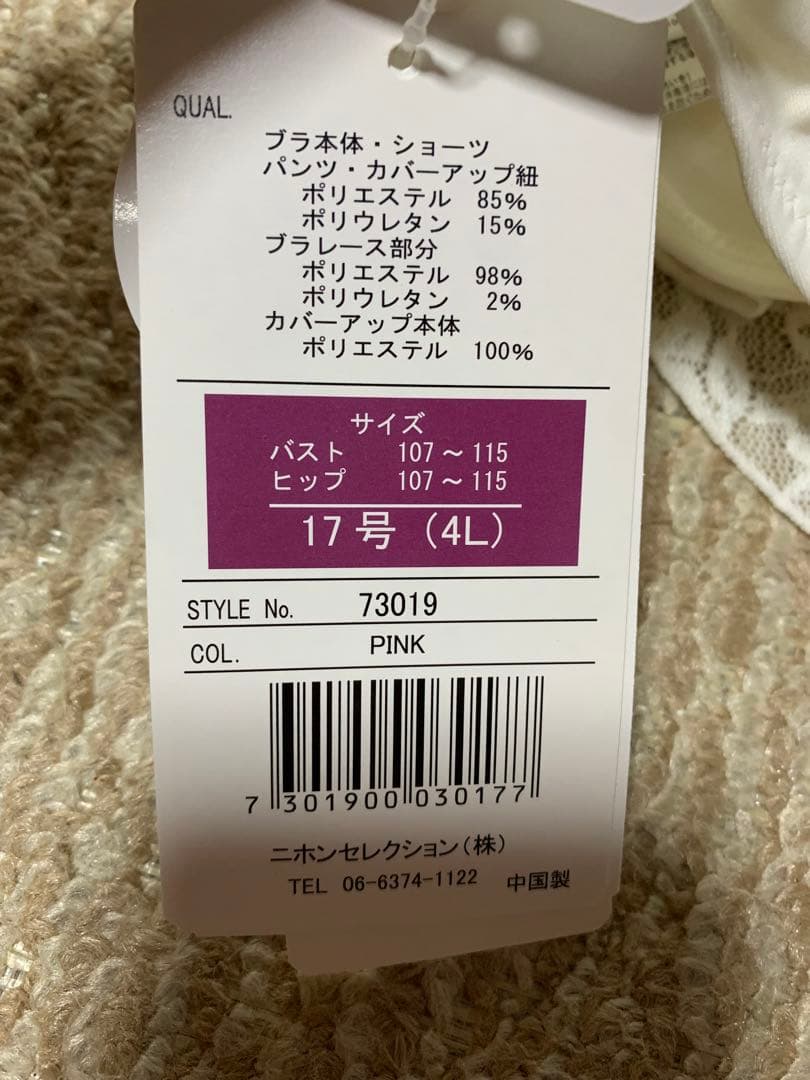 QUAL.
ブラ本体・ショーツ
パンツ・カバーアップ紐
ポリエステル 85%
ポリウレタン 15%
ブラレース部分
ポリエステル 98%
ポリウレタン 2%
カバーアップ本体
ポリエステル 100%
サイズ
バスト 107～115
ヒップ 107～115
17号（4L）
STYLE No. 73019
COL. PINK
7 301900 030177
ニホンセレクション（株）
TEL 06-6374-1122 中国製